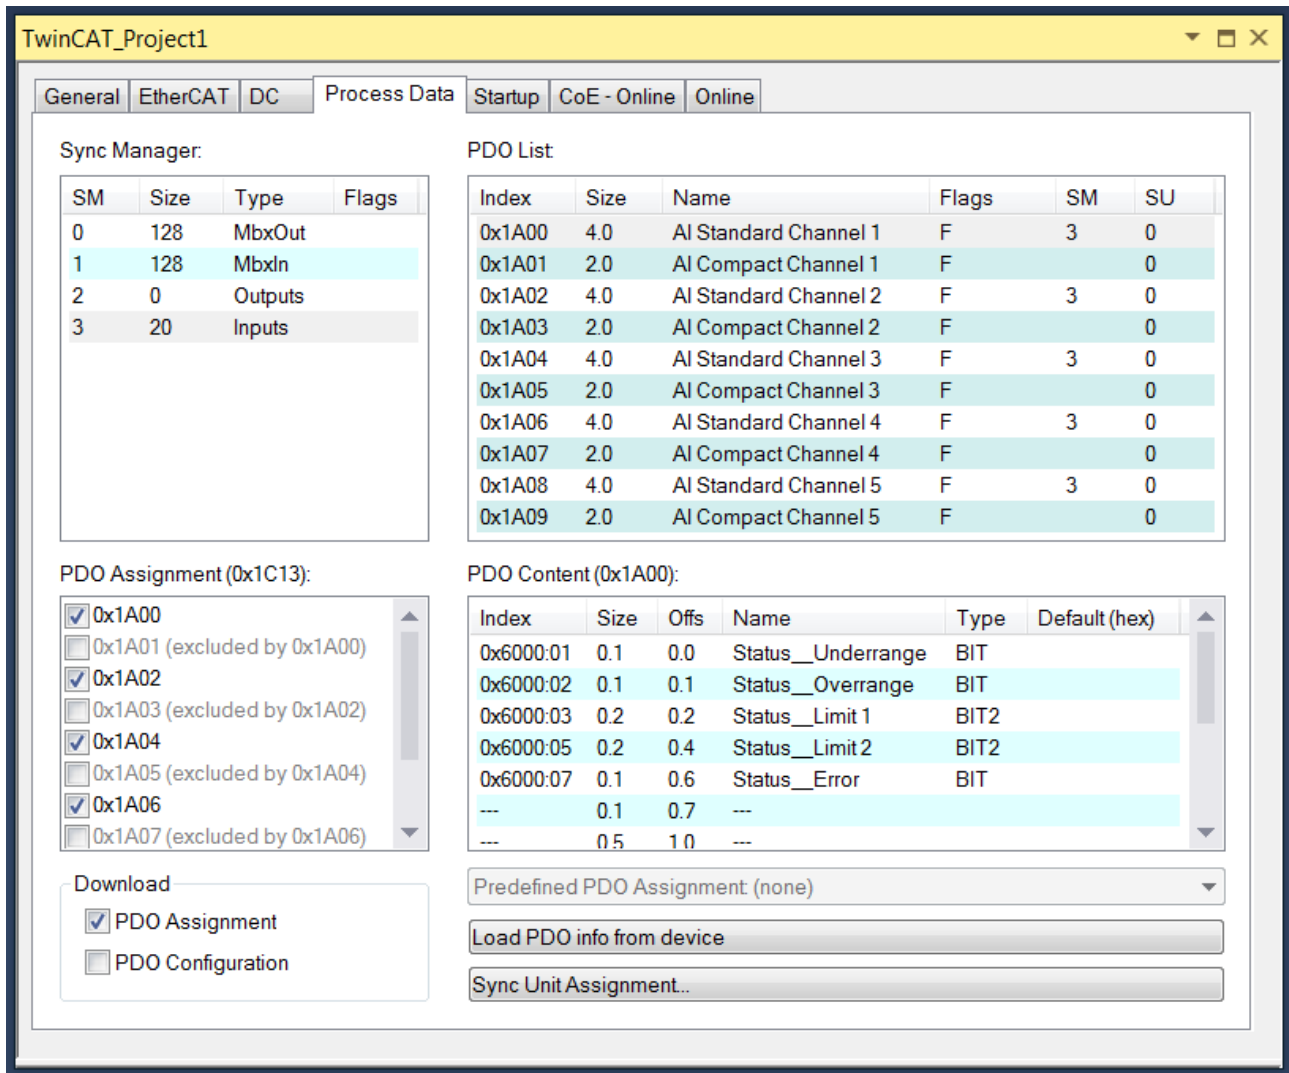 TwinCAT_Project1
General EtherCAT DC Process Data Startup CoE - Online Online
Sync Manager:
SM Size Type Flags
0 128 MbxOut
1 128 MbxIn
2 0 Outputs
3 20 Inputs
PDO List:
Index Size Name Flags SM SU
0x1A00 4.0 AI Standard Channel 1 F 3 0
0x1A01 2.0 AI Compact Channel 1 F 0
0x1A02 4.0 AI Standard Channel 2 F 3 0
0x1A03 2.0 AI Compact Channel 2 F 0
0x1A04 4.0 AI Standard Channel 3 F 3 0
0x1A05 2.0 AI Compact Channel 3 F 0
0x1A06 4.0 AI Standard Channel 4 F 3 0
0x1A07 2.0 AI Compact Channel 4 F 0
0x1A08 4.0 AI Standard Channel 5 F 3 0
0x1A09 2.0 AI Compact Channel 5 F 0
PDO Assignment (0x1C13):
0x1A00
0x1A01 (excluded by 0x1A00)
0x1A02
0x1A03 (excluded by 0x1A02)
0x1A04
0x1A05 (excluded by 0x1A04)
0x1A06
0x1A07 (excluded by 0x1A06)
PDO Content (0x1A00):
Index Size Offs Name Type Default (hex)
0x6000:01 0.1 0.0 Status__Underrange BIT
0x6000:02 0.1 0.1 Status__Overrange BIT
0x6000:03 0.2 0.2 Status__Limit 1 BIT2
0x6000:05 0.2 0.4 Status__Limit 2 BIT2
0x6000:07 0.1 0.6 Status__Error BIT
--- 0.1 0.7 ---
--- 0.5 1.0 ---
Download
PDO Assignment
PDO Configuration
Predefined PDO Assignment: (none)
Load PDO info from device
Sync Unit Assignment...